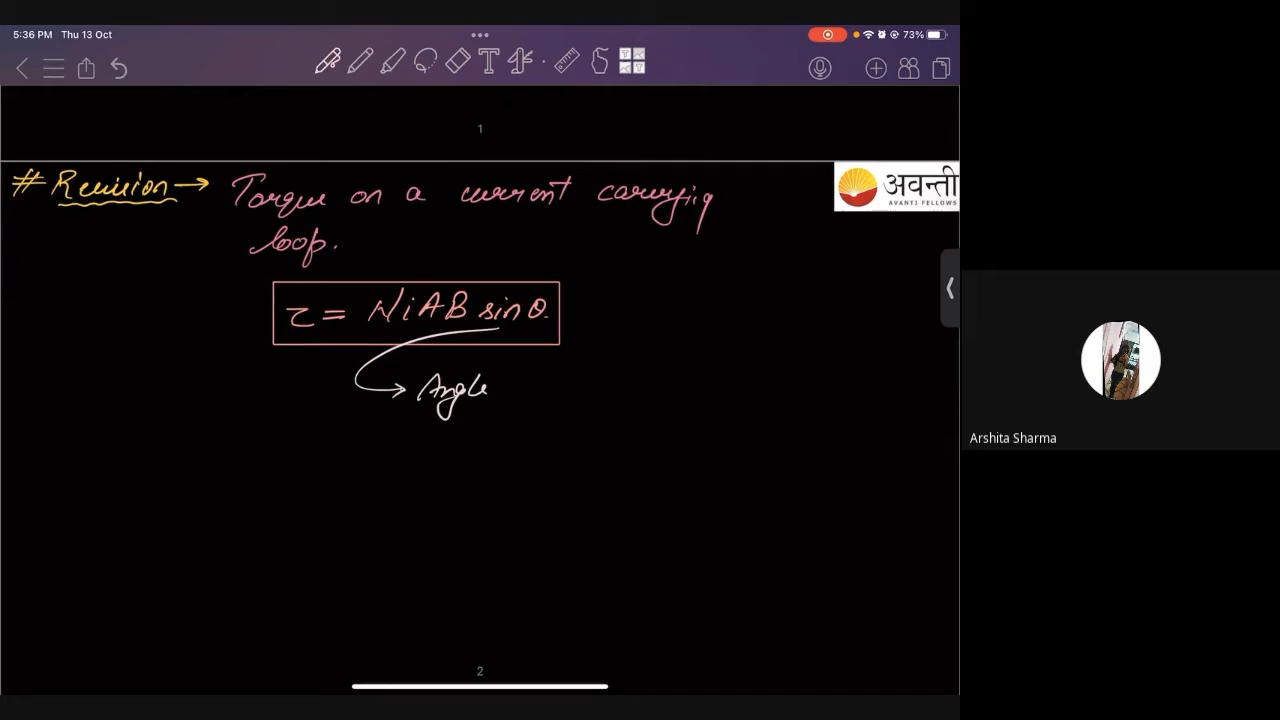 5:36 PM Thu 13 Oct
73%
1
# Revision → Torque on a current carrying
loop.
अवन्ती
AVANTI FELLOWS
τ = NiAB sinθ.
→ Angle
Arshita Sharma
2